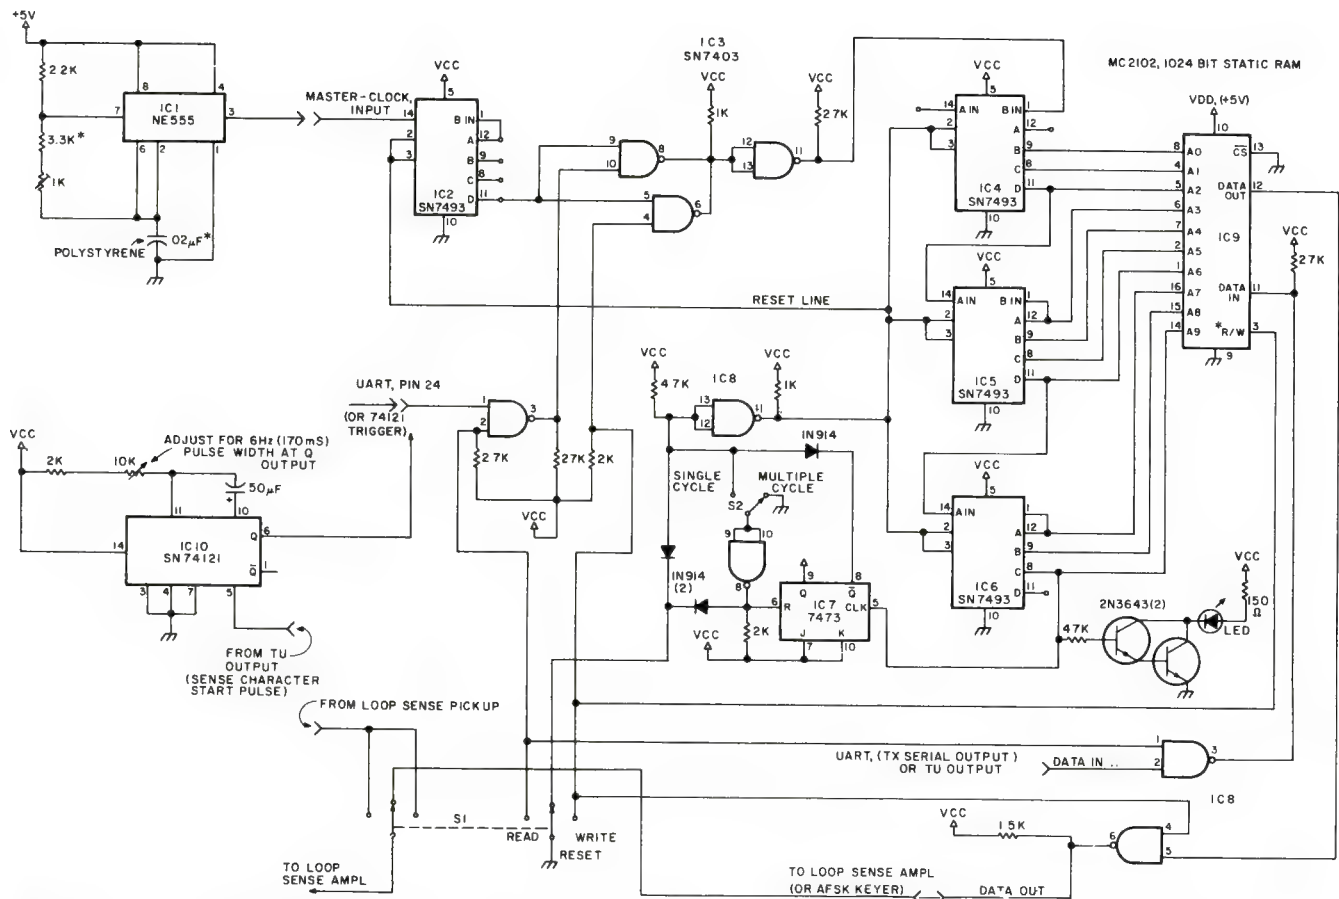 +5V
2.2K
3.3K*
1K
7
8
4
IC1
NE555
3
6
2
1
.02µF*
POLYSTYRENE
MASTER-CLOCK,
INPUT
VCC
5
14
2
3
B IN
1
A
12
B
9
C
8
D
11
IC2
SN7493
10
IC3
SN7403
VCC
1K
9
10
8
5
4
6
12
13
11
VCC
27K
VCC
5
14
AIN
2
3
BIN
1
A
12
B
9
C
8
D
11
IC4
SN7493
10
MC2102, 1024 BIT STATIC RAM
VDD, (+5V)
10
8
A0
4
A1
5
A2
6
A3
7
A4
2
A5
1
A6
16
A7
15
A8
14
A9
CS
13
DATA
OUT
12
IC9
DATA
IN
11
*R/W
3
9
VCC
27K
RESET LINE
VCC
5
14
AIN
2
3
BIN
1
A
12
B
9
C
8
D
11
IC5
SN7493
10
VCC
5
14
AIN
2
3
1
A
12
B
9
C
8
D
11
IC6
SN7493
10
UART, PIN 24
(OR 74121
TRIGGER)
1
2
3
2.7K
27K
2K
VCC
VCC
4.7K
IC8
13
12
11
VCC
1K
1N914
SINGLE
CYCLE
MULTIPLE
CYCLE
S2
9
10
8
1N914
(2)
2K
VCC
9
8
Q
Q
6
R
IC7
7473
CLK
5
J
K
7
10
VCC
ADJUST FOR 6Hz (170mS)
PULSE WIDTH AT Q
OUTPUT
2K
10K
50µF
+
11
10
14
IC10
SN74121
Q
6
Q
1
3
4
7
5
FROM TU
OUTPUT
(SENSE CHARACTER
START PULSE)
2N3643(2)
47K
LED
VCC
150
Ω
FROM LOOP SENSE PICKUP
S1
READ
WRITE
RESET
TO LOOP
SENSE AMPL
UART, (TX SERIAL OUTPUT)
OR TU OUTPUT
DATA IN
1
2
3
IC8
VCC
1.5K
6
4
5
TO LOOP SENSE AMPL
(OR AFSK KEYER)
DATA OUT